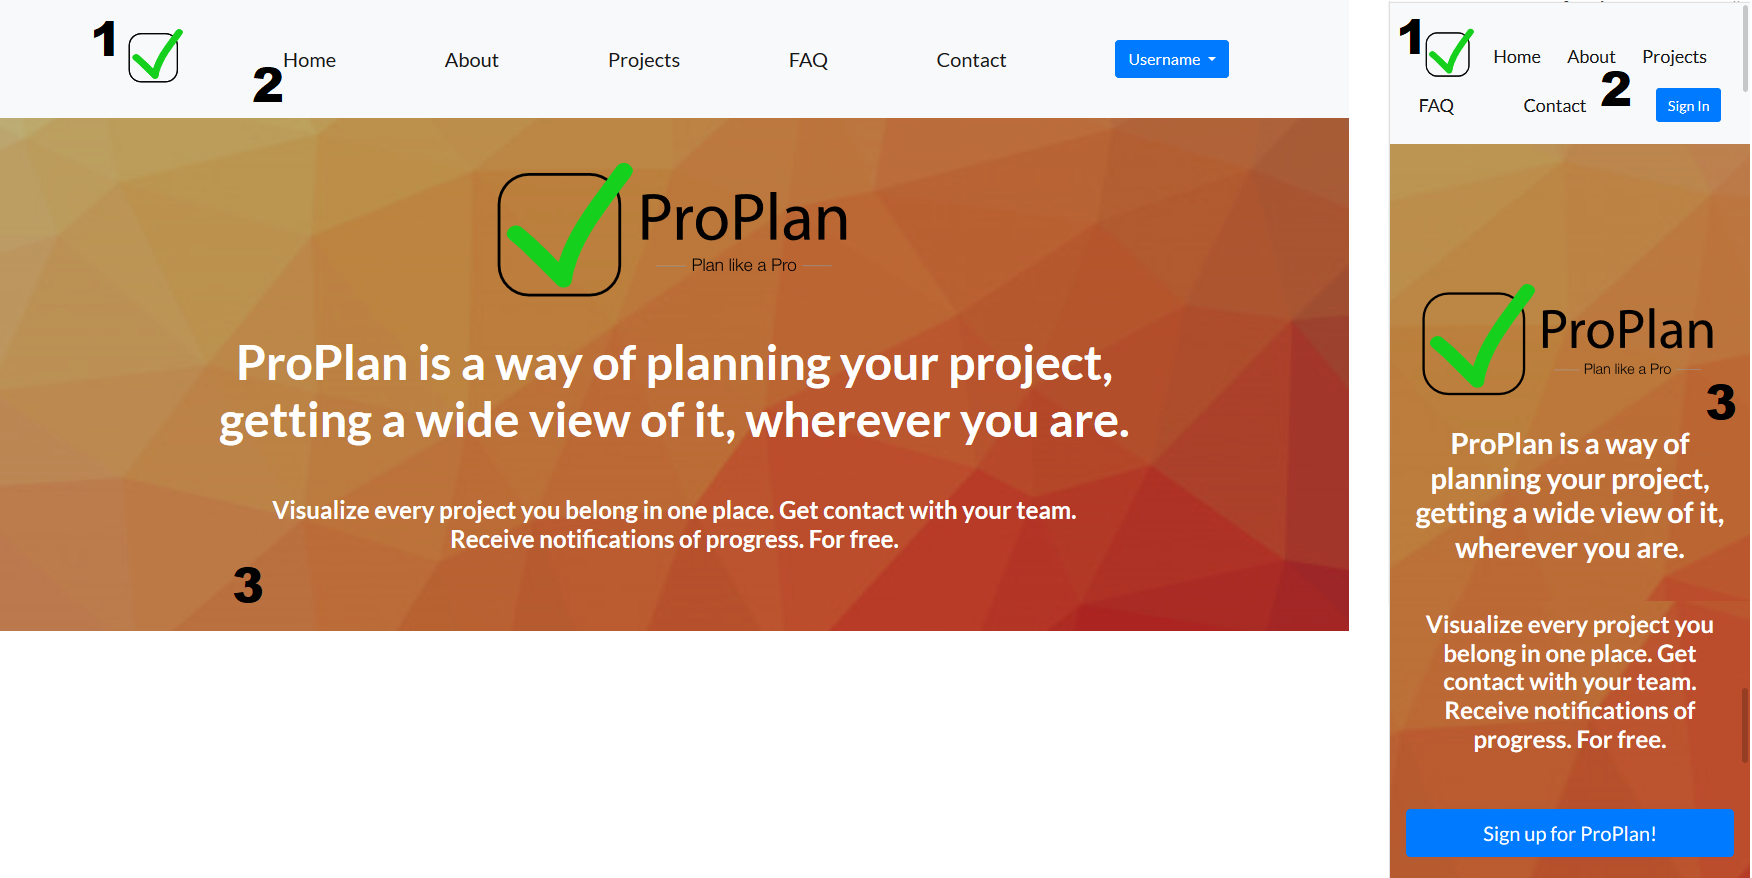 1
2
Home About Projects FAQ Contact Username
ProPlan
Plan like a Pro
ProPlan is a way of planning your project,
getting a wide view of it, wherever you are.
Visualize every project you belong in one place. Get contact with your team.
Receive notifications of progress. For free.
3
1
Home About Projects
2
FAQ Contact Sign In
ProPlan
Plan like a Pro
3
ProPlan is a way of
planning your project,
getting a wide view of it,
wherever you are.
Visualize every project you
belong in one place. Get
contact with your team.
Receive notifications of
progress. For free.
Sign up for ProPlan!